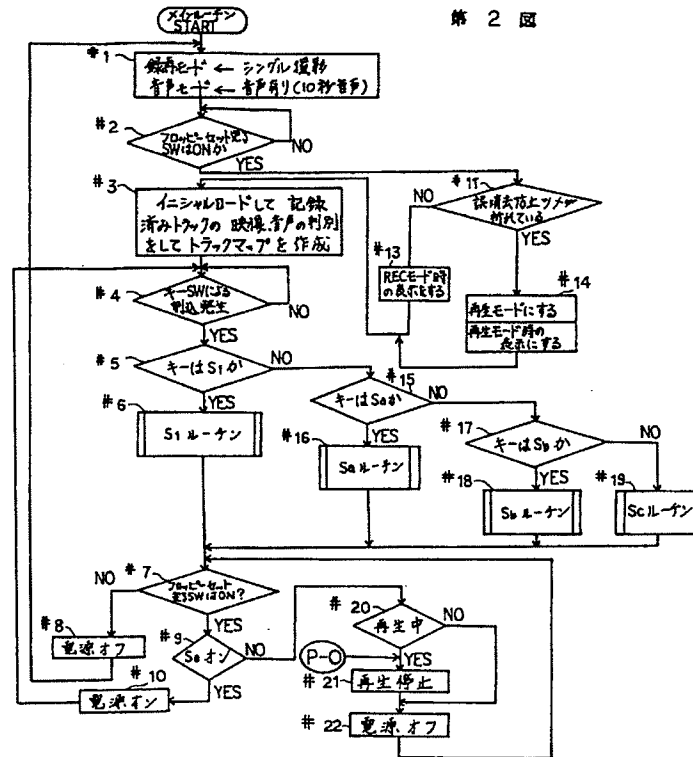 第 2 図
メインルーチン
START
#1
録再モード ← シングル撮影
音声モード ← 音声有り(10秒音声)
#2
フロッピーセット完了
SWはONか
NO
YES
#3
イニシャルロードして 記録
済みトラックの 映像、音声の判別
をして トラックマップ を 作成
#11
誤消去防止ツメが
折れている
NO
YES
#13
RECモード時
の表示をする
#14
再生モードにする
再生モード時の
表示にする
#4
キーSWによる
割込発生
NO
YES
#5
キーはS1か
NO
YES
#6
S1ルーチン
#15
キーはSaか
NO
YES
#16
Saルーチン
#17
キーはSbか
NO
YES
#18
Sbルーチン
#19
Scルーチン
#7
フロッピーセット
完了SWはON?
NO
YES
#8
電源オフ
#9
S0オン
NO
YES
#10
電源オン
#20
再生中
NO
YES
P-O
#21
再生停止
#22
電源オフ